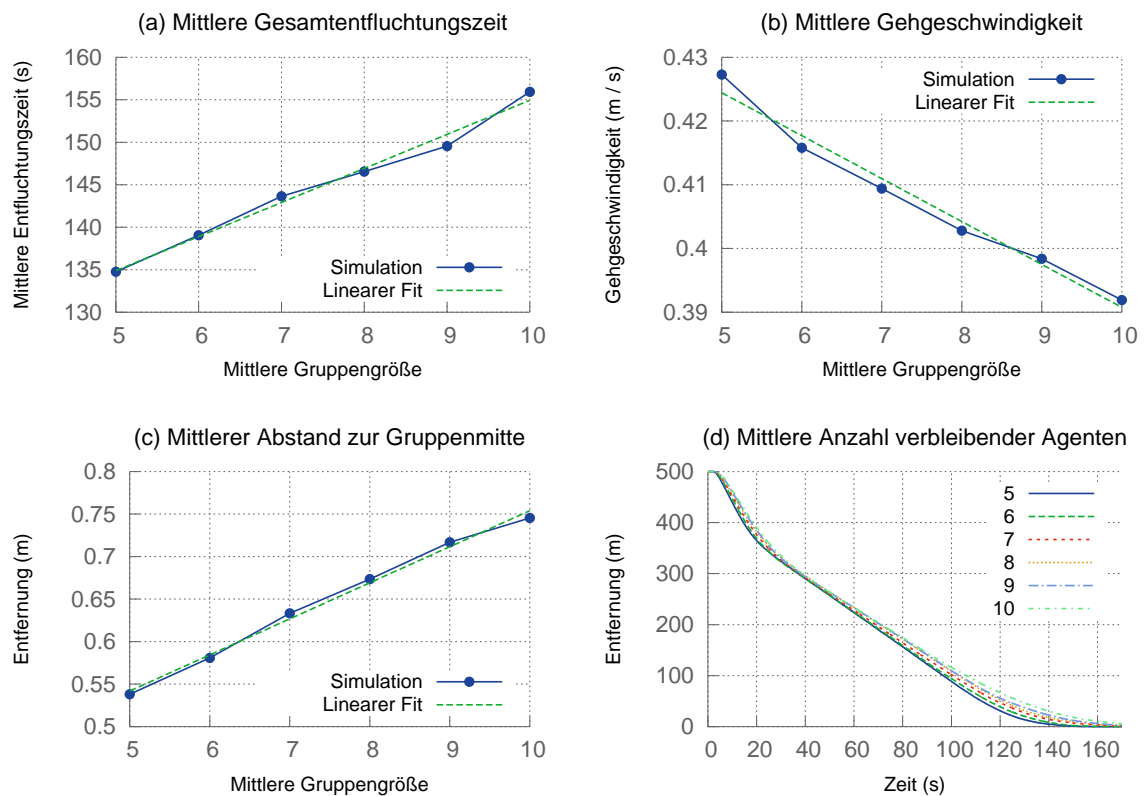 (a) Mittlere Gesamtentfluchtungszeit
160
155
150
145
140
135
130
Mittlere Entfluchtungszeit (s)
Simulation
Linearer Fit
5 6 7 8 9 10
Mittlere Gruppengröße
(b) Mittlere Gehgeschwindigkeit
0.43
0.42
0.41
0.4
0.39
Gehgeschwindigkeit (m / s)
Simulation
Linearer Fit
5 6 7 8 9 10
Mittlere Gruppengröße
(c) Mittlerer Abstand zur Gruppenmitte
0.8
0.75
0.7
0.65
0.6
0.55
0.5
Entfernung (m)
Simulation
Linearer Fit
5 6 7 8 9 10
Mittlere Gruppengröße
(d) Mittlere Anzahl verbleibender Agenten
500
400
300
200
100
0
Entfernung (m)
5
6
7
8
9
10
0 20 40 60 80 100 120 140 160
Zeit (s)